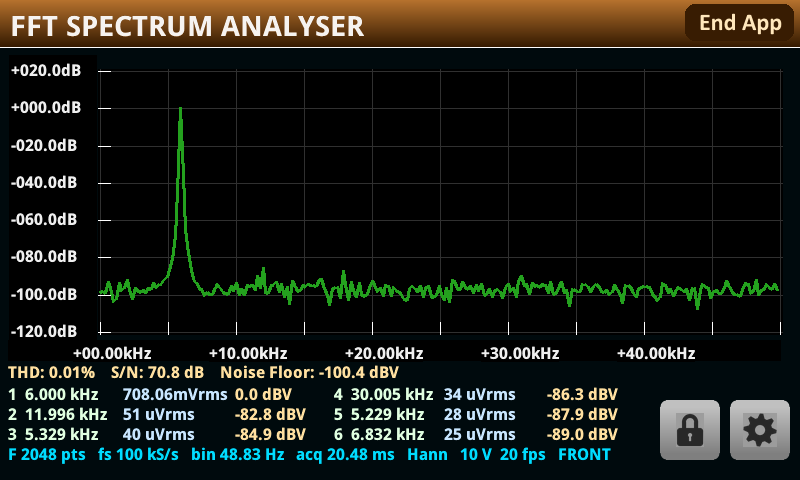 FFT SPECTRUM ANALYSER
End App
+020.0dB
+000.0dB
-020.0dB
-040.0dB
-060.0dB
-080.0dB
-100.0dB
-120.0dB
+00.00kHz +10.00kHz +20.00kHz +30.00kHz +40.00kHz
THD: 0.01% S/N: 70.8 dB Noise Floor: -100.4 dBV
1 6.000 kHz 708.06mVrms 0.0 dBV 4 30.005 kHz 34 uVrms -86.3 dBV
2 11.996 kHz 51 uVrms -82.8 dBV 5 5.229 kHz 28 uVrms -87.9 dBV
3 5.329 kHz 40 uVrms -84.9 dBV 6 6.832 kHz 25 uVrms -89.0 dBV
F 2048 pts fs 100 kS/s bin 48.83 Hz acq 20.48 ms Hann 10 V 20 fps FRONT